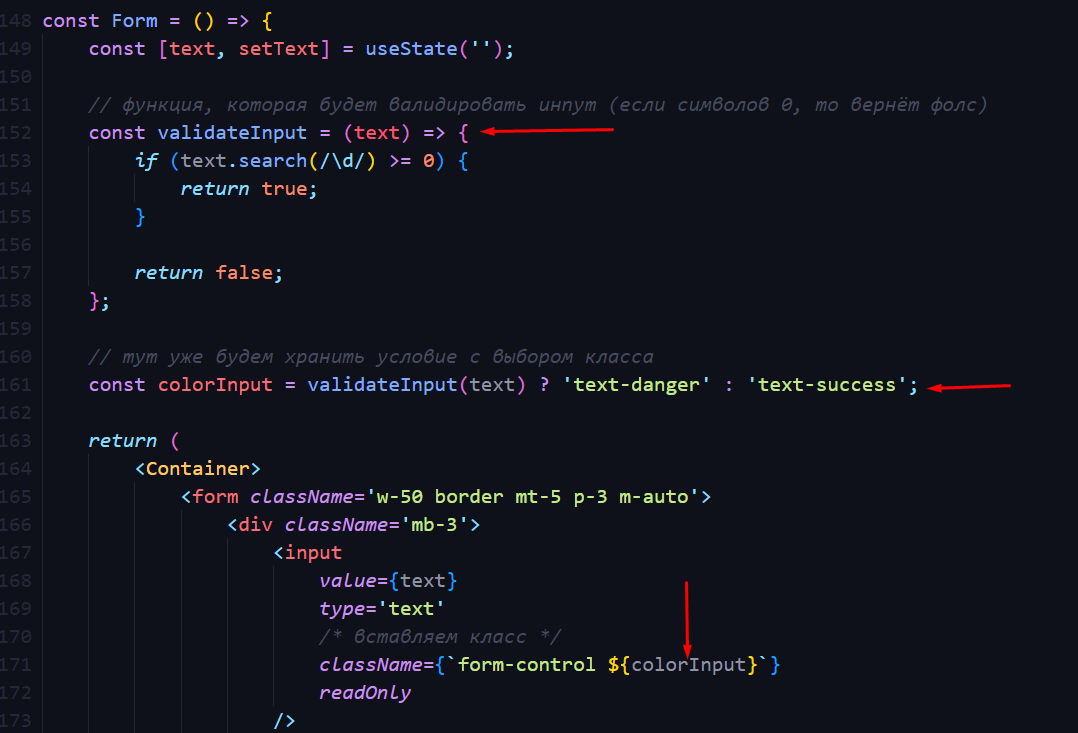 148 const Form = () => {
149     const [text, setText] = useState('');
150
151     // функция, которая будет валидировать инпут (если символов 0, то вернёт фолс)
152     const validateInput = (text) => {
153         if (text.search(/\d/) >= 0) {
154             return true;
155         }
156
157         return false;
158     };
159
160     // тут уже будем хранить условие с выбором класса
161     const colorInput = validateInput(text) ? 'text-danger' : 'text-success';
162
163     return (
164         <Container>
165             <form className='w-50 border mt-5 p-3 m-auto'>
166                 <div className='mb-3'>
167                     <input
168                         value={text}
169                         type='text'
170                         /* вставляем класс */
171                         className={`form-control ${colorInput}`}
172                         readOnly
173                     />